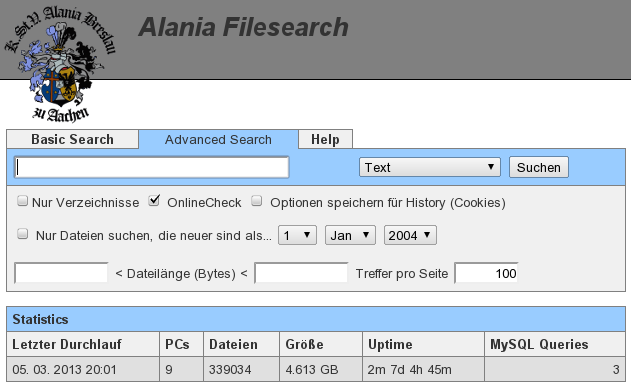 K.St.V. Alania Breslau
zu Aachen
Alania Filesearch
Basic Search Advanced Search Help
Text Suchen
Nur Verzeichnisse OnlineCheck Optionen speichern für History (Cookies)
Nur Dateien suchen, die neuer sind als... 1 Jan 2004
< Dateilänge (Bytes) < Treffer pro Seite 100
Statistics
Letzter Durchlauf PCs Dateien Größe Uptime MySQL Queries
05. 03. 2013 20:01 9 339034 4.613 GB 2m 7d 4h 45m 3